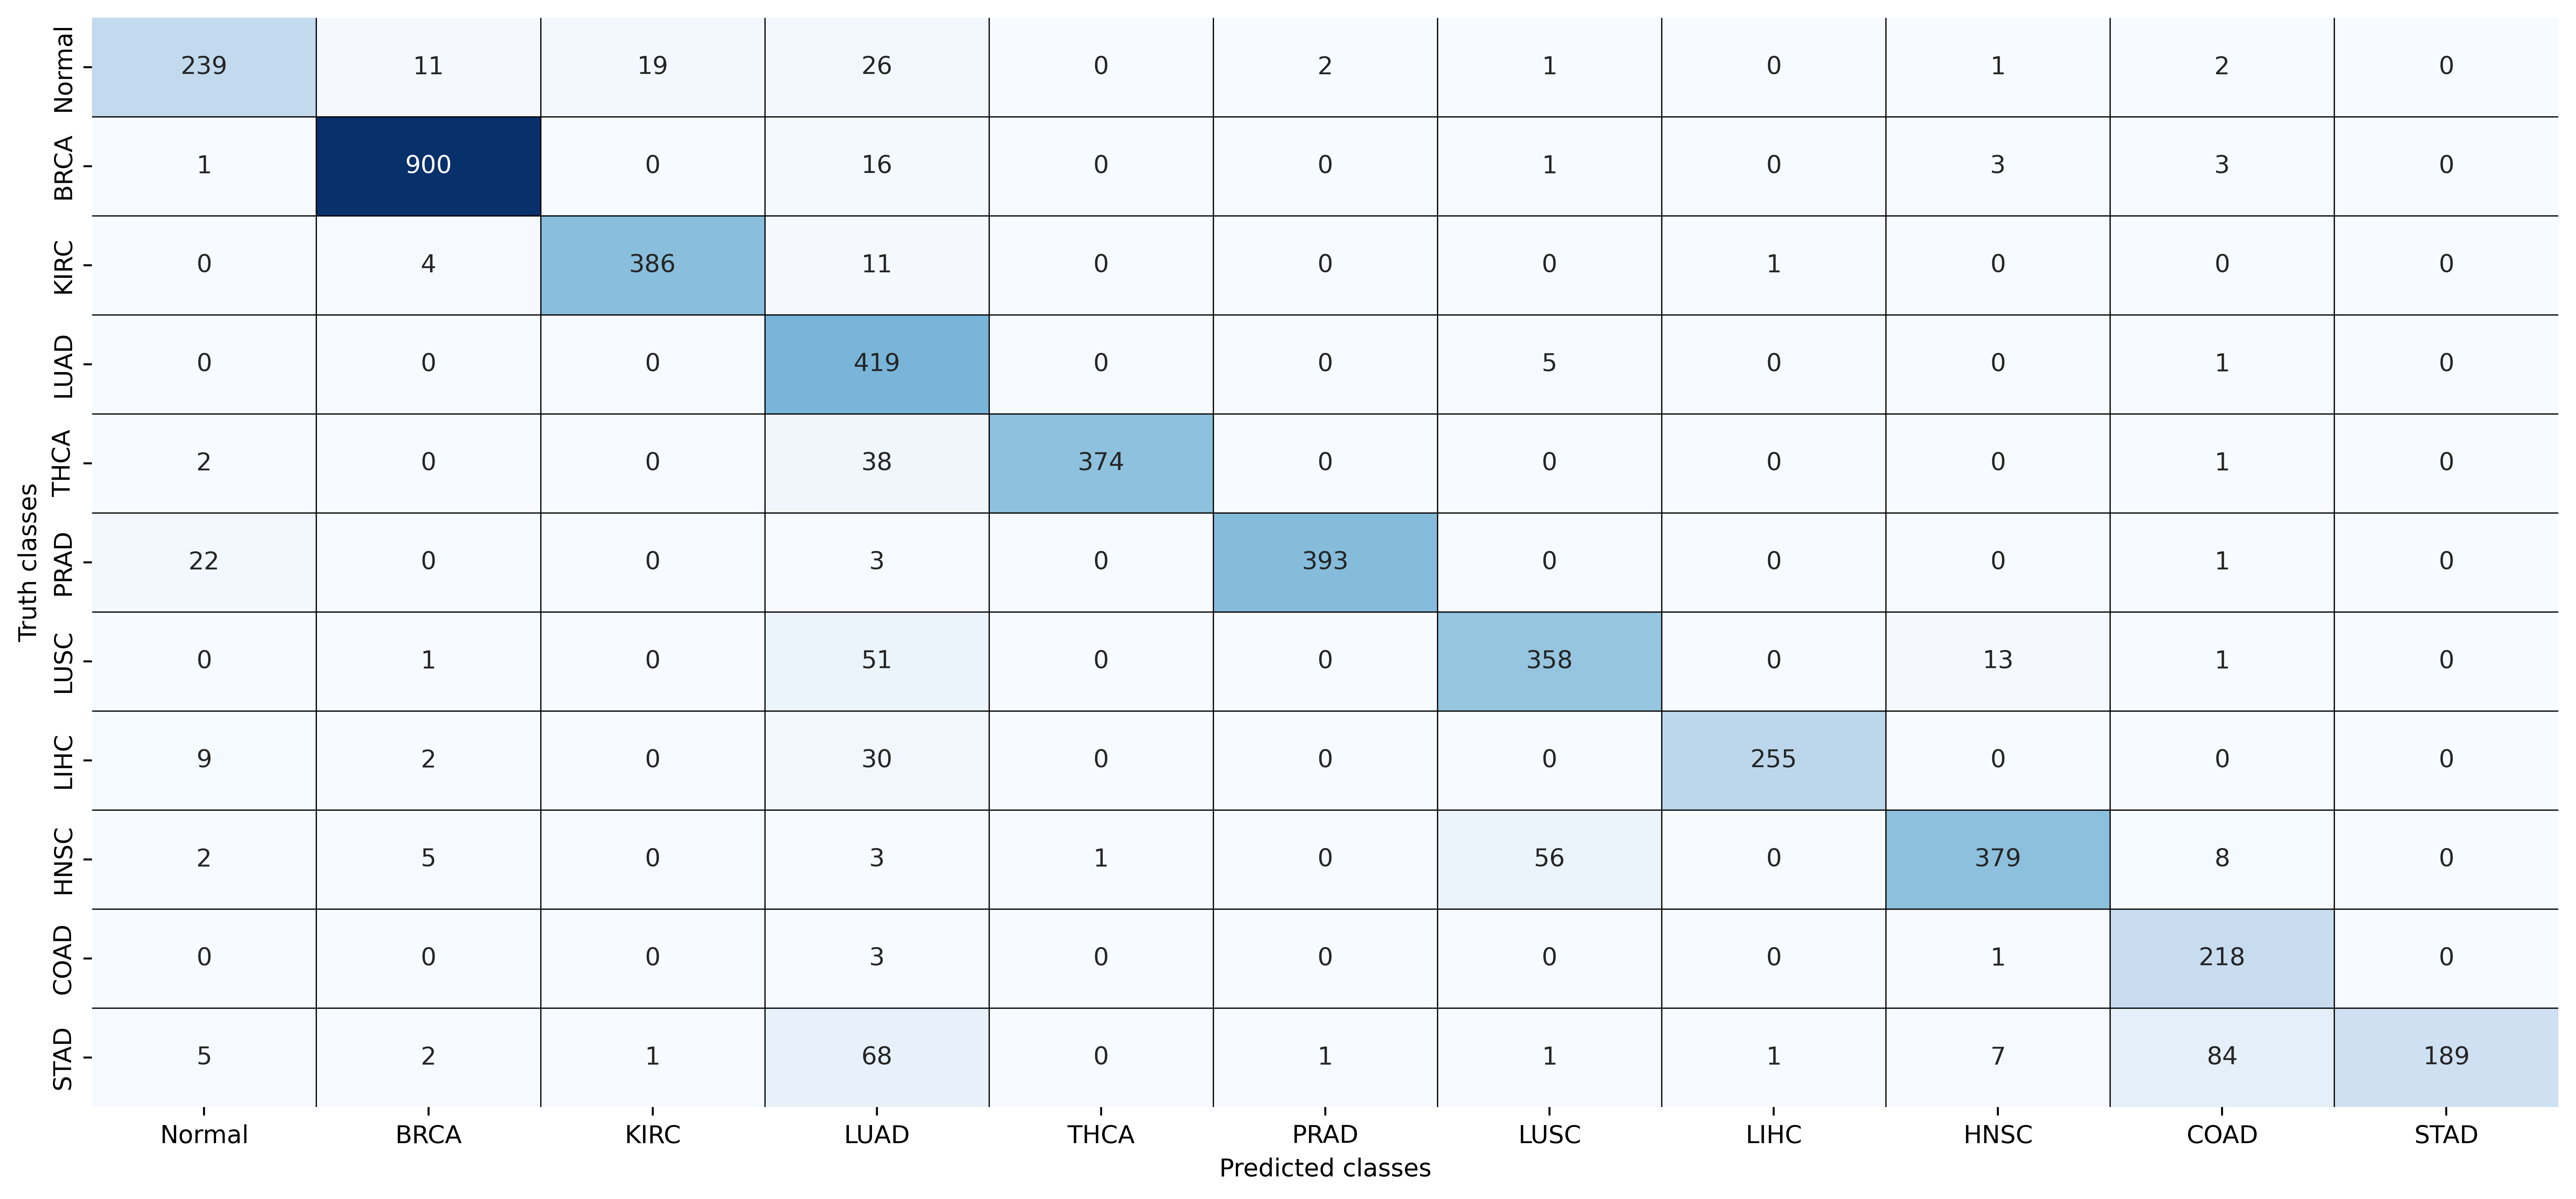 Truth classes
Normal 239 11 19 26 0 2 1 0 1 2 0
BRCA 1 900 0 16 0 0 1 0 3 3 0
KIRC 0 4 386 11 0 0 0 1 0 0 0
LUAD 0 0 0 419 0 0 5 0 0 1 0
THCA 2 0 0 38 374 0 0 0 0 1 0
PRAD 22 0 0 3 0 393 0 0 0 1 0
LUSC 0 1 0 51 0 0 358 0 13 1 0
LIHC 9 2 0 30 0 0 0 255 0 0 0
HNSC 2 5 0 3 1 0 56 0 379 8 0
COAD 0 0 0 3 0 0 0 0 1 218 0
STAD 5 2 1 68 0 1 1 1 7 84 189
Normal BRCA KIRC LUAD THCA PRAD LUSC LIHC HNSC COAD STAD
Predicted classes